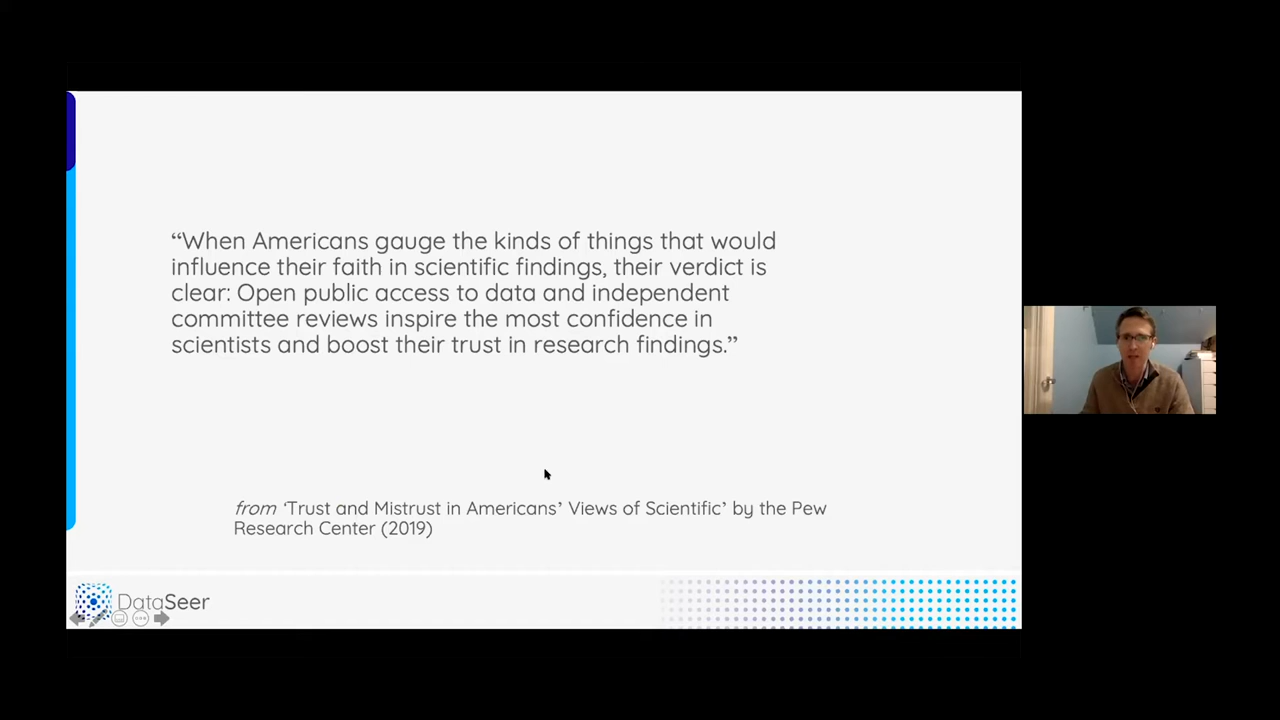 “When Americans gauge the kinds of things that would
influence their faith in scientific findings, their verdict is
clear: Open public access to data and independent
committee reviews inspire the most confidence in
scientists and boost their trust in research findings.”
from ‘Trust and Mistrust in Americans’ Views of Scientific’ by the Pew
Research Center (2019)
DataSeer